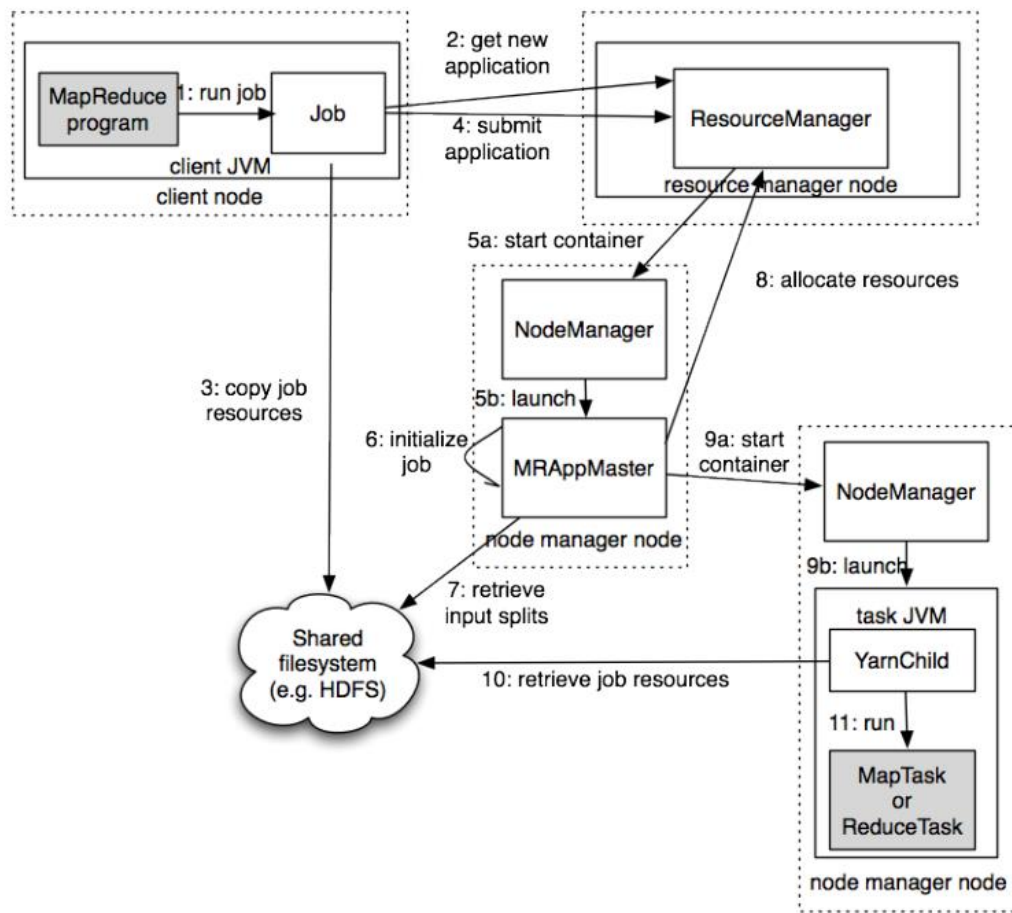 MapReduce
program
1: run job
Job
client JVM
client node
2: get new
application
4: submit
application
ResourceManager
resource manager node
5a: start container
8: allocate resources
NodeManager
5b: launch
3: copy job
resources
6: initialize
job
MRAppMaster
9a: start
container
NodeManager
node manager node
9b: launch
7: retrieve
input splits
task JVM
Shared
filesystem
(e.g. HDFS)
YarnChild
10: retrieve job resources
11: run
MapTask
or
ReduceTask
node manager node